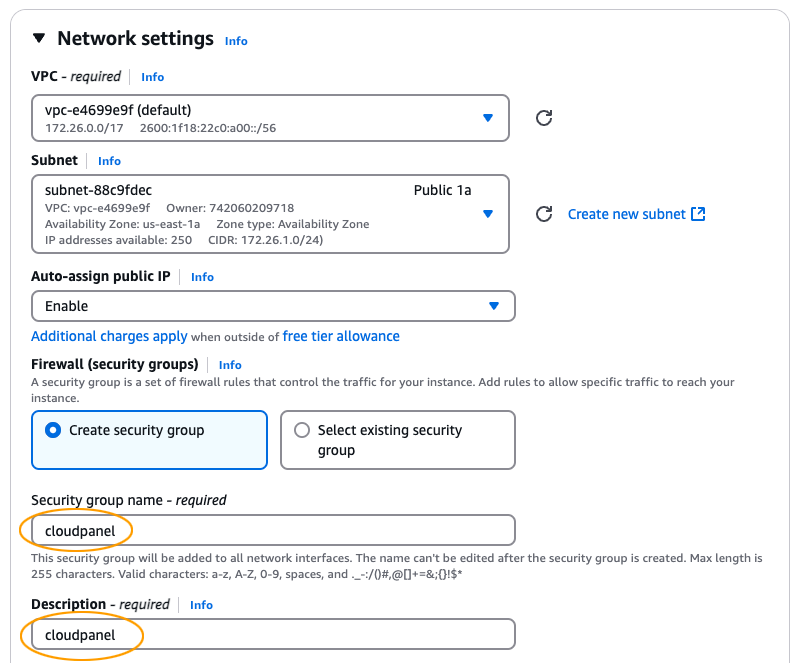 Network settings Info
VPC - required Info
vpc-e4699e9f (default)
172.26.0.0/17 2600:1f18:22c0:a00::/56
Subnet Info
subnet-88c9fdec Public 1a
VPC: vpc-e4699e9f Owner: 742060209718
Availability Zone: us-east-1a Zone type: Availability Zone
IP addresses available: 250 CIDR: 172.26.1.0/24)
Create new subnet
Auto-assign public IP Info
Enable
Additional charges apply when outside of free tier allowance
Firewall (security groups) Info
A security group is a set of firewall rules that control the traffic for your instance. Add rules to allow specific traffic to reach your
instance.
Create security group
Select existing security
group
Security group name - required
cloudpanel
This security group will be added to all network interfaces. The name can't be edited after the security group is created. Max length is
255 characters. Valid characters: a-z, A-Z, 0-9, spaces, and ._-:/()#,@[]+=&;{}!$*
Description - required Info
cloudpanel